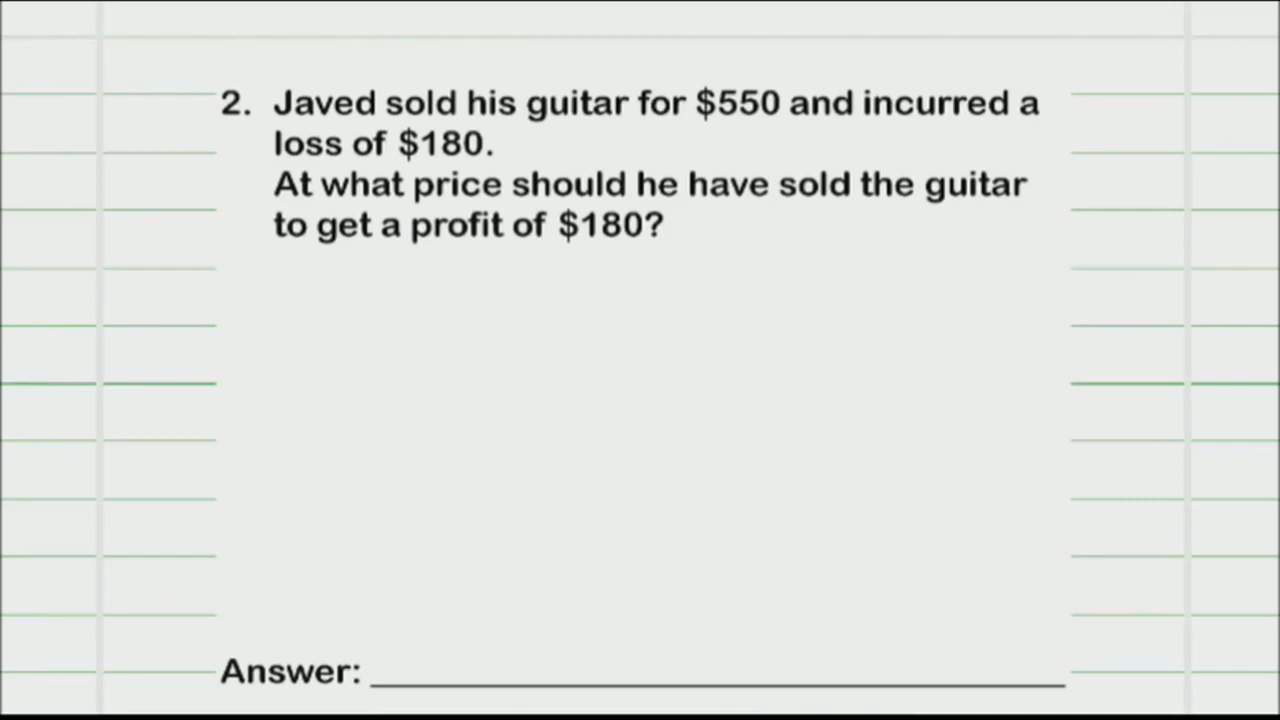 2. Javed sold his guitar for $550 and incurred a
loss of $180.
At what price should he have sold the guitar
to get a profit of $180?
Answer: